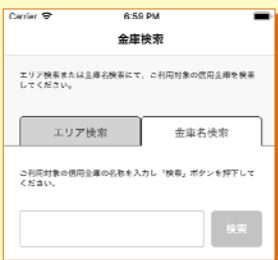 Carrier 6:59 PM
金庫検索
エリア検索または金庫名検索にて、ご利用対象の信用金庫を検索
してください。
エリア検索 金庫名検索
ご利用対象の信用金庫の名称を入力し「検索」ボタンを押下して
ください。
検索